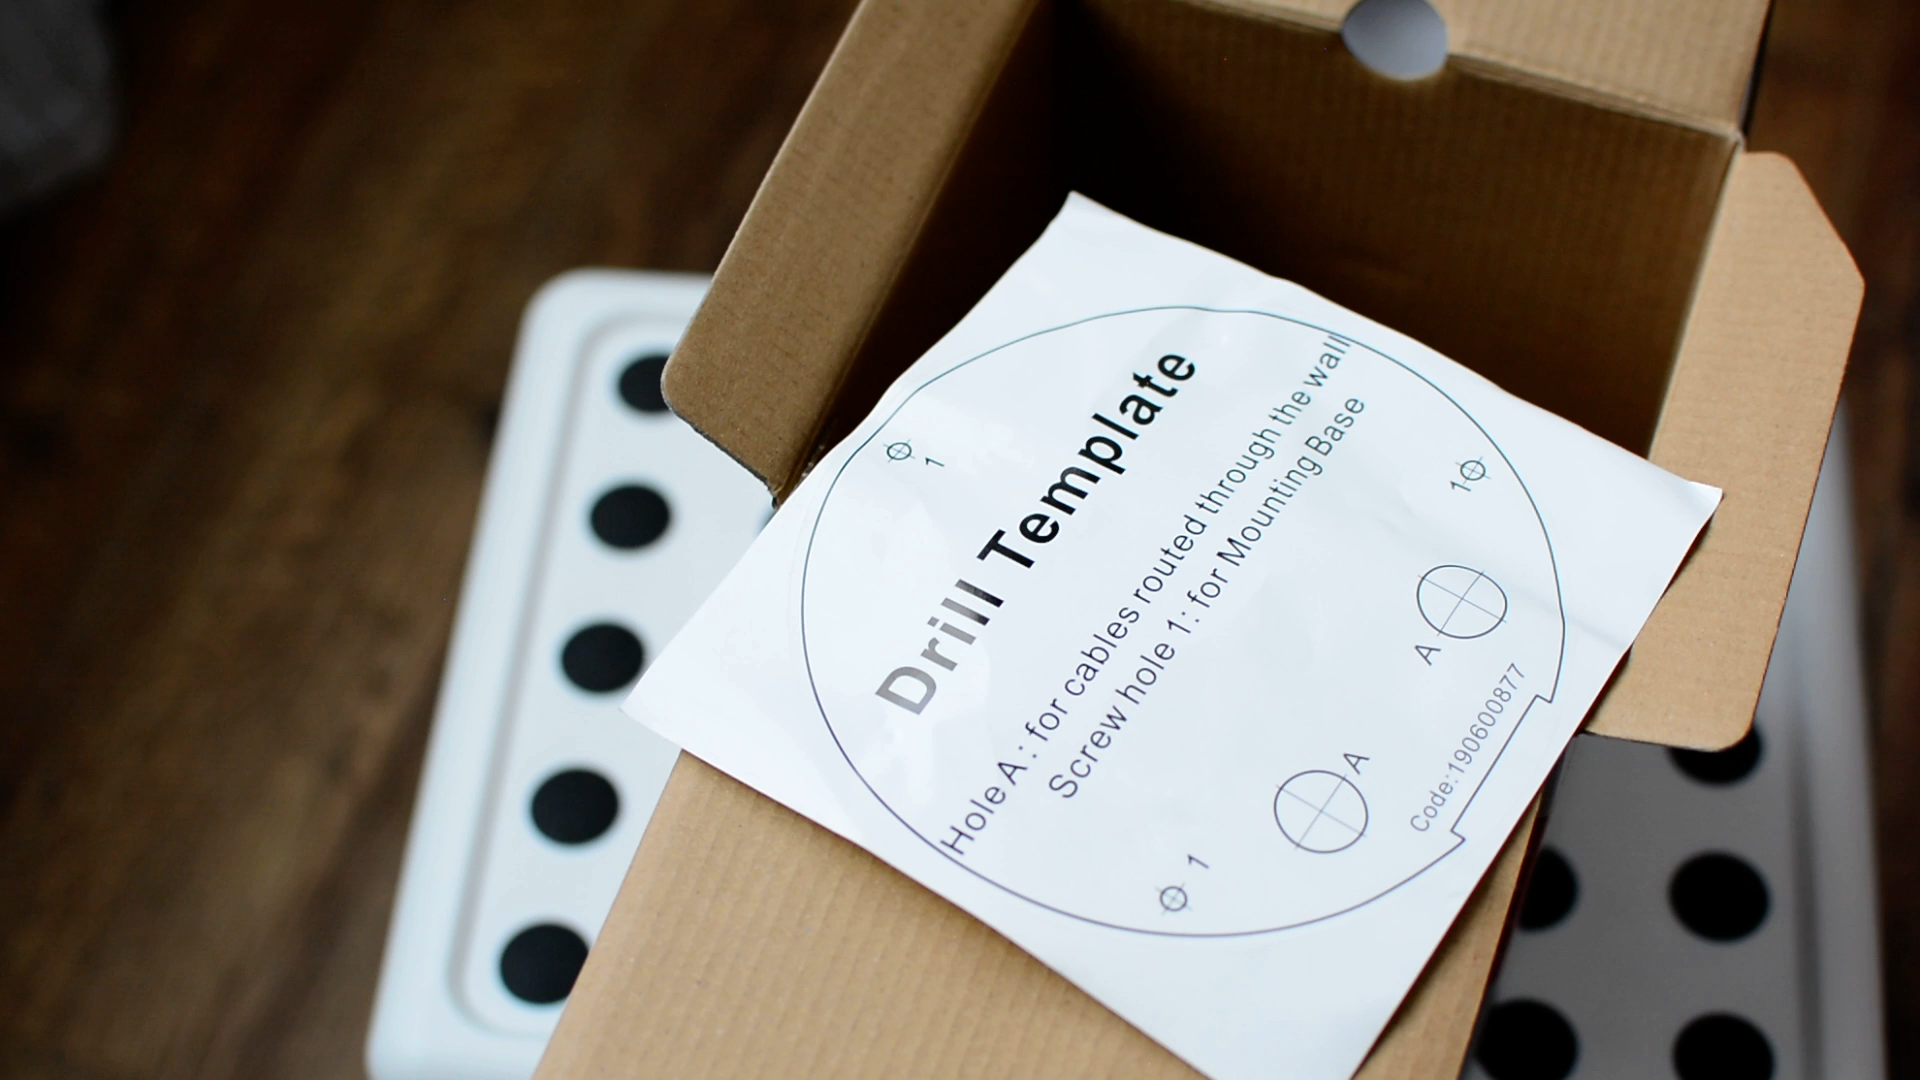 Drill Template
Hole A: for cables routed through the wall
Screw hole 1: for Mounting Base
1
1
A
A
1
Code:190600877